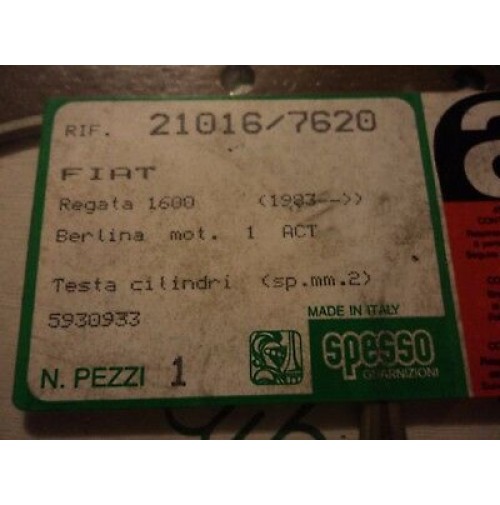 RIF. 21016/7620
FIAT
Regata 1600 (1983-->)
Berlina mot. 1 ACT
Testa cilindri (sp.mm.2)
5930933
MADE IN ITALY
spesso
GUARNIZIONI
N. PEZZI 1